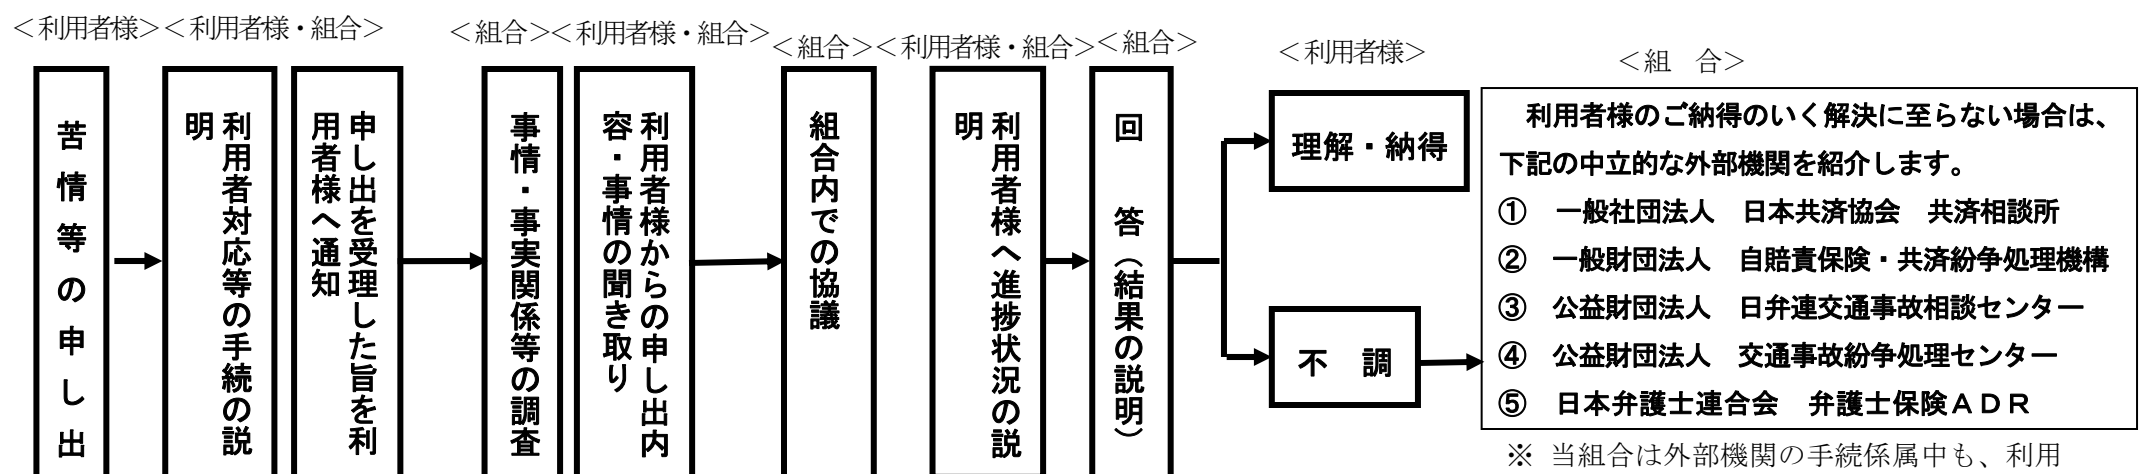 ＜利用者様＞
＜利用者様・組合＞
＜組合＞
＜利用者様・組合＞
＜組合＞
＜利用者様・組合＞
＜組合＞
＜利用者様＞
＜組　合＞
苦情等の申し出
利用者対応等の手続の説
明
申し出を受理した旨を利
用者様へ通知
事情・事実関係等の調査
利用者様からの申し出内
容・事情の聞き取り
組合内での協議
利用者様へ進捗状況の説
明
回　答（結果の説明）
理解・納得
不　調
利用者様のご納得のいく解決に至らない場合は、
下記の中立的な外部機関を紹介します。
①　一般社団法人　日本共済協会　共済相談所
②　一般財団法人　自賠責保険・共済紛争処理機構
③　公益財団法人　日弁連交通事故相談センター
④　公益財団法人　交通事故紛争処理センター
⑤　日本弁護士連合会　弁護士保険ＡＤＲ
※　当組合は外部機関の手続係属中も、利用